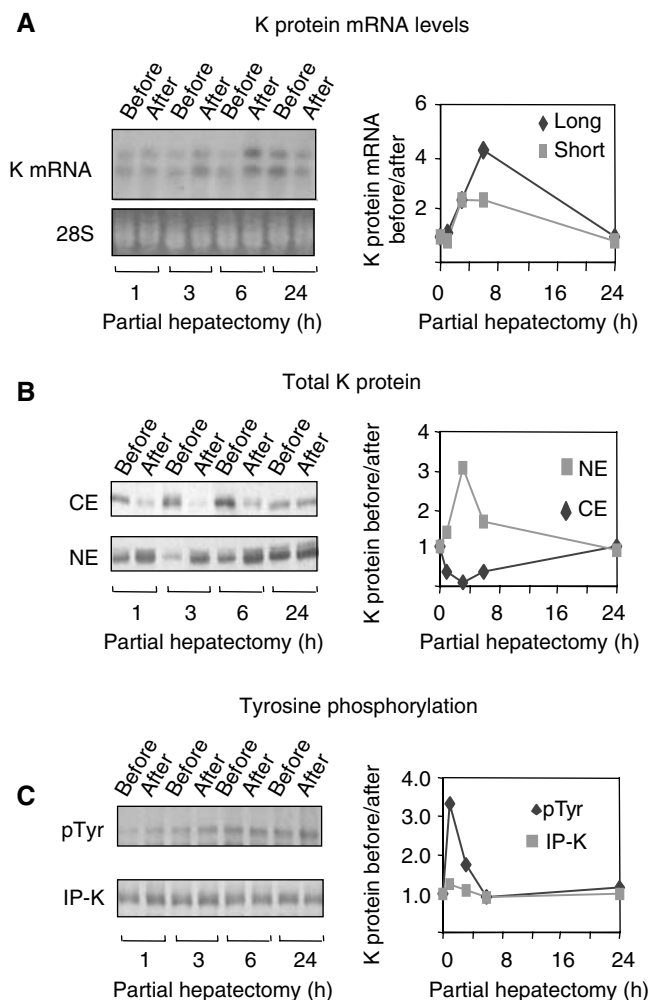 A
K protein mRNA levels
Before After Before After Before After Before After
K mRNA
28S
1 3 6 24
Partial hepatectomy (h)
K protein mRNA
before/after
6
4
2
1
Long
Short
0 8 16 24
Partial hepatectomy (h)
B
Total K protein
Before After Before After Before After Before After
CE
NE
1 3 6 24
Partial hepatectomy (h)
K protein before/after
4
3
2
1
NE
CE
0 8 16 24
Partial hepatectomy (h)
Tyrosine phosphorylation
C
Before After Before After Before After Before After
pTyr
IP-K
1 3 6 24
Partial hepatectomy (h)
K protein before/after
4.0
3.0
2.0
1.0
pTyr
IP-K
0 8 16 24
Partial hepatectomy (h)